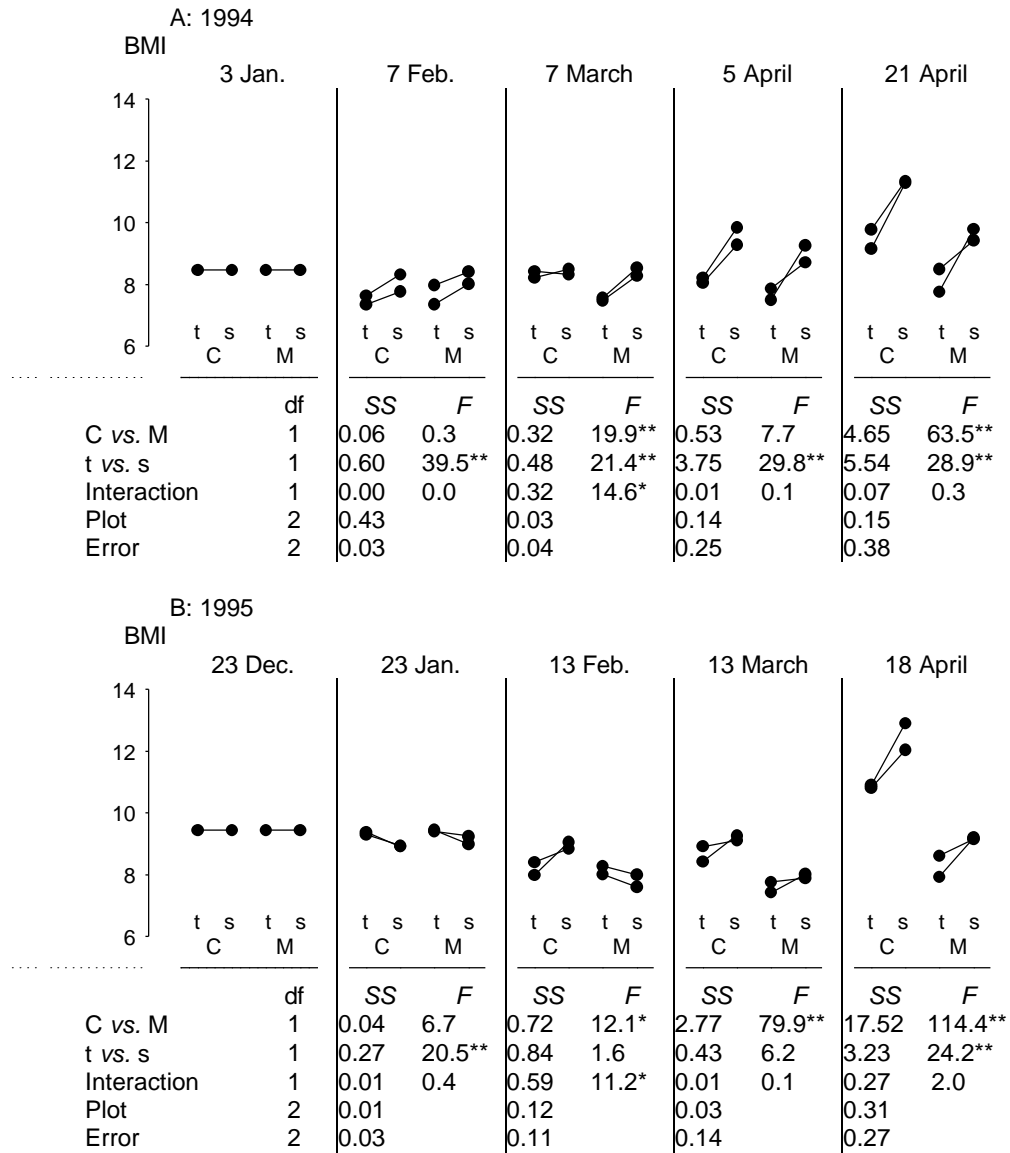 A: 1994
BMI
3 Jan. 7 Feb. 7 March 5 April 21 April
14
12
10
8
6
t s t s t s t s t s t s t s t s t s t s
C M C M C M C M C M
df SS F SS F SS F SS F
C vs. M 1 0.06 0.3 0.32 19.9** 0.53 7.7 4.65 63.5**
t vs. s 1 0.60 39.5** 0.48 21.4** 3.75 29.8** 5.54 28.9**
Interaction 1 0.00 0.0 0.32 14.6* 0.01 0.1 0.07 0.3
Plot 2 0.43 0.03 0.14 0.15
Error 2 0.03 0.04 0.25 0.38
B: 1995
BMI
23 Dec. 23 Jan. 13 Feb. 13 March 18 April
14
12
10
8
6
t s t s t s t s t s t s t s t s t s t s
C M C M C M C M C M
df SS F SS F SS F SS F
C vs. M 1 0.04 6.7 0.72 12.1* 2.77 79.9** 17.52 114.4**
t vs. s 1 0.27 20.5** 0.84 1.6 0.43 6.2 3.23 24.2**
Interaction 1 0.01 0.4 0.59 11.2* 0.01 0.1 0.27 2.0
Plot 2 0.01 0.12 0.03 0.31
Error 2 0.03 0.11 0.14 0.27